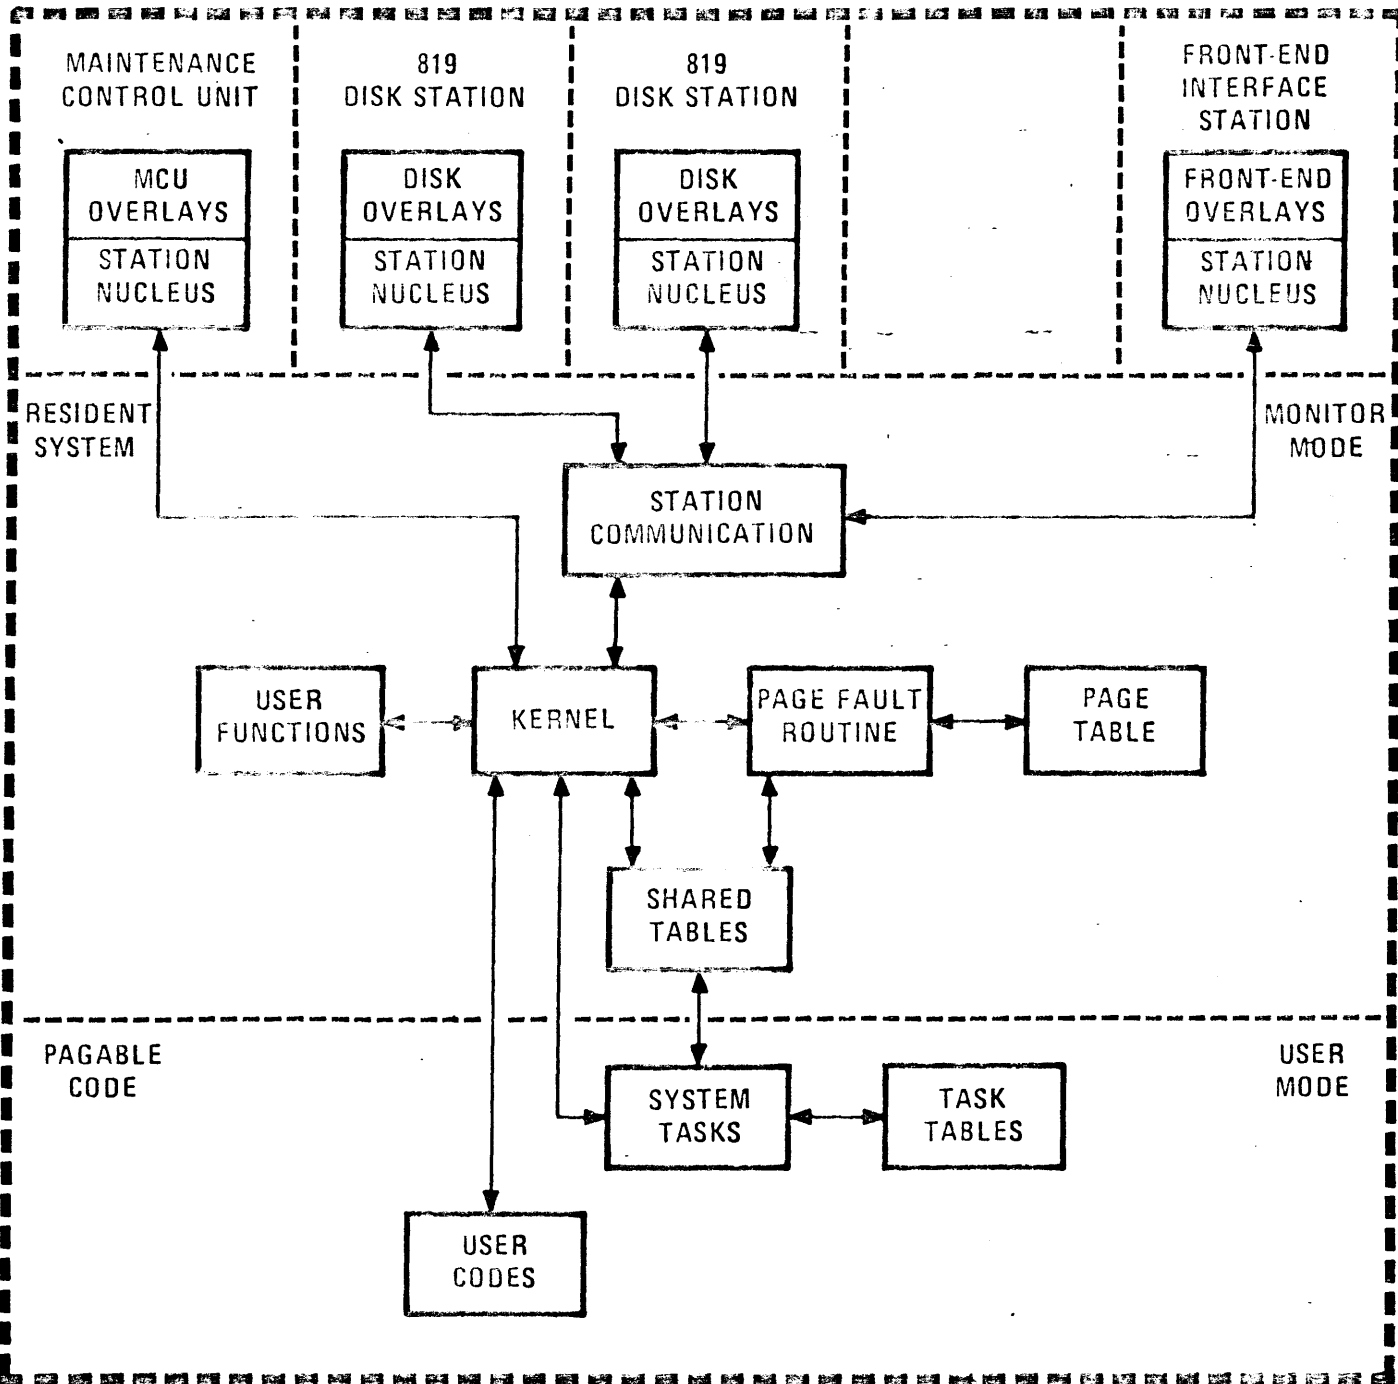 MAINTENANCE
CONTROL UNIT
819
DISK STATION
819
DISK STATION
FRONT-END
INTERFACE
STATION
MCU
OVERLAYS
STATION
NUCLEUS
DISK
OVERLAYS
STATION
NUCLEUS
DISK
OVERLAYS
STATION
NUCLEUS
FRONT-END
OVERLAYS
STATION
NUCLEUS
RESIDENT
SYSTEM
MONITOR
MODE
STATION
COMMUNICATION
USER
FUNCTIONS
KERNEL
PAGE FAULT
ROUTINE
PAGE
TABLE
SHARED
TABLES
PAGABLE
CODE
USER
MODE
SYSTEM
TASKS
TASK
TABLES
USER
CODES